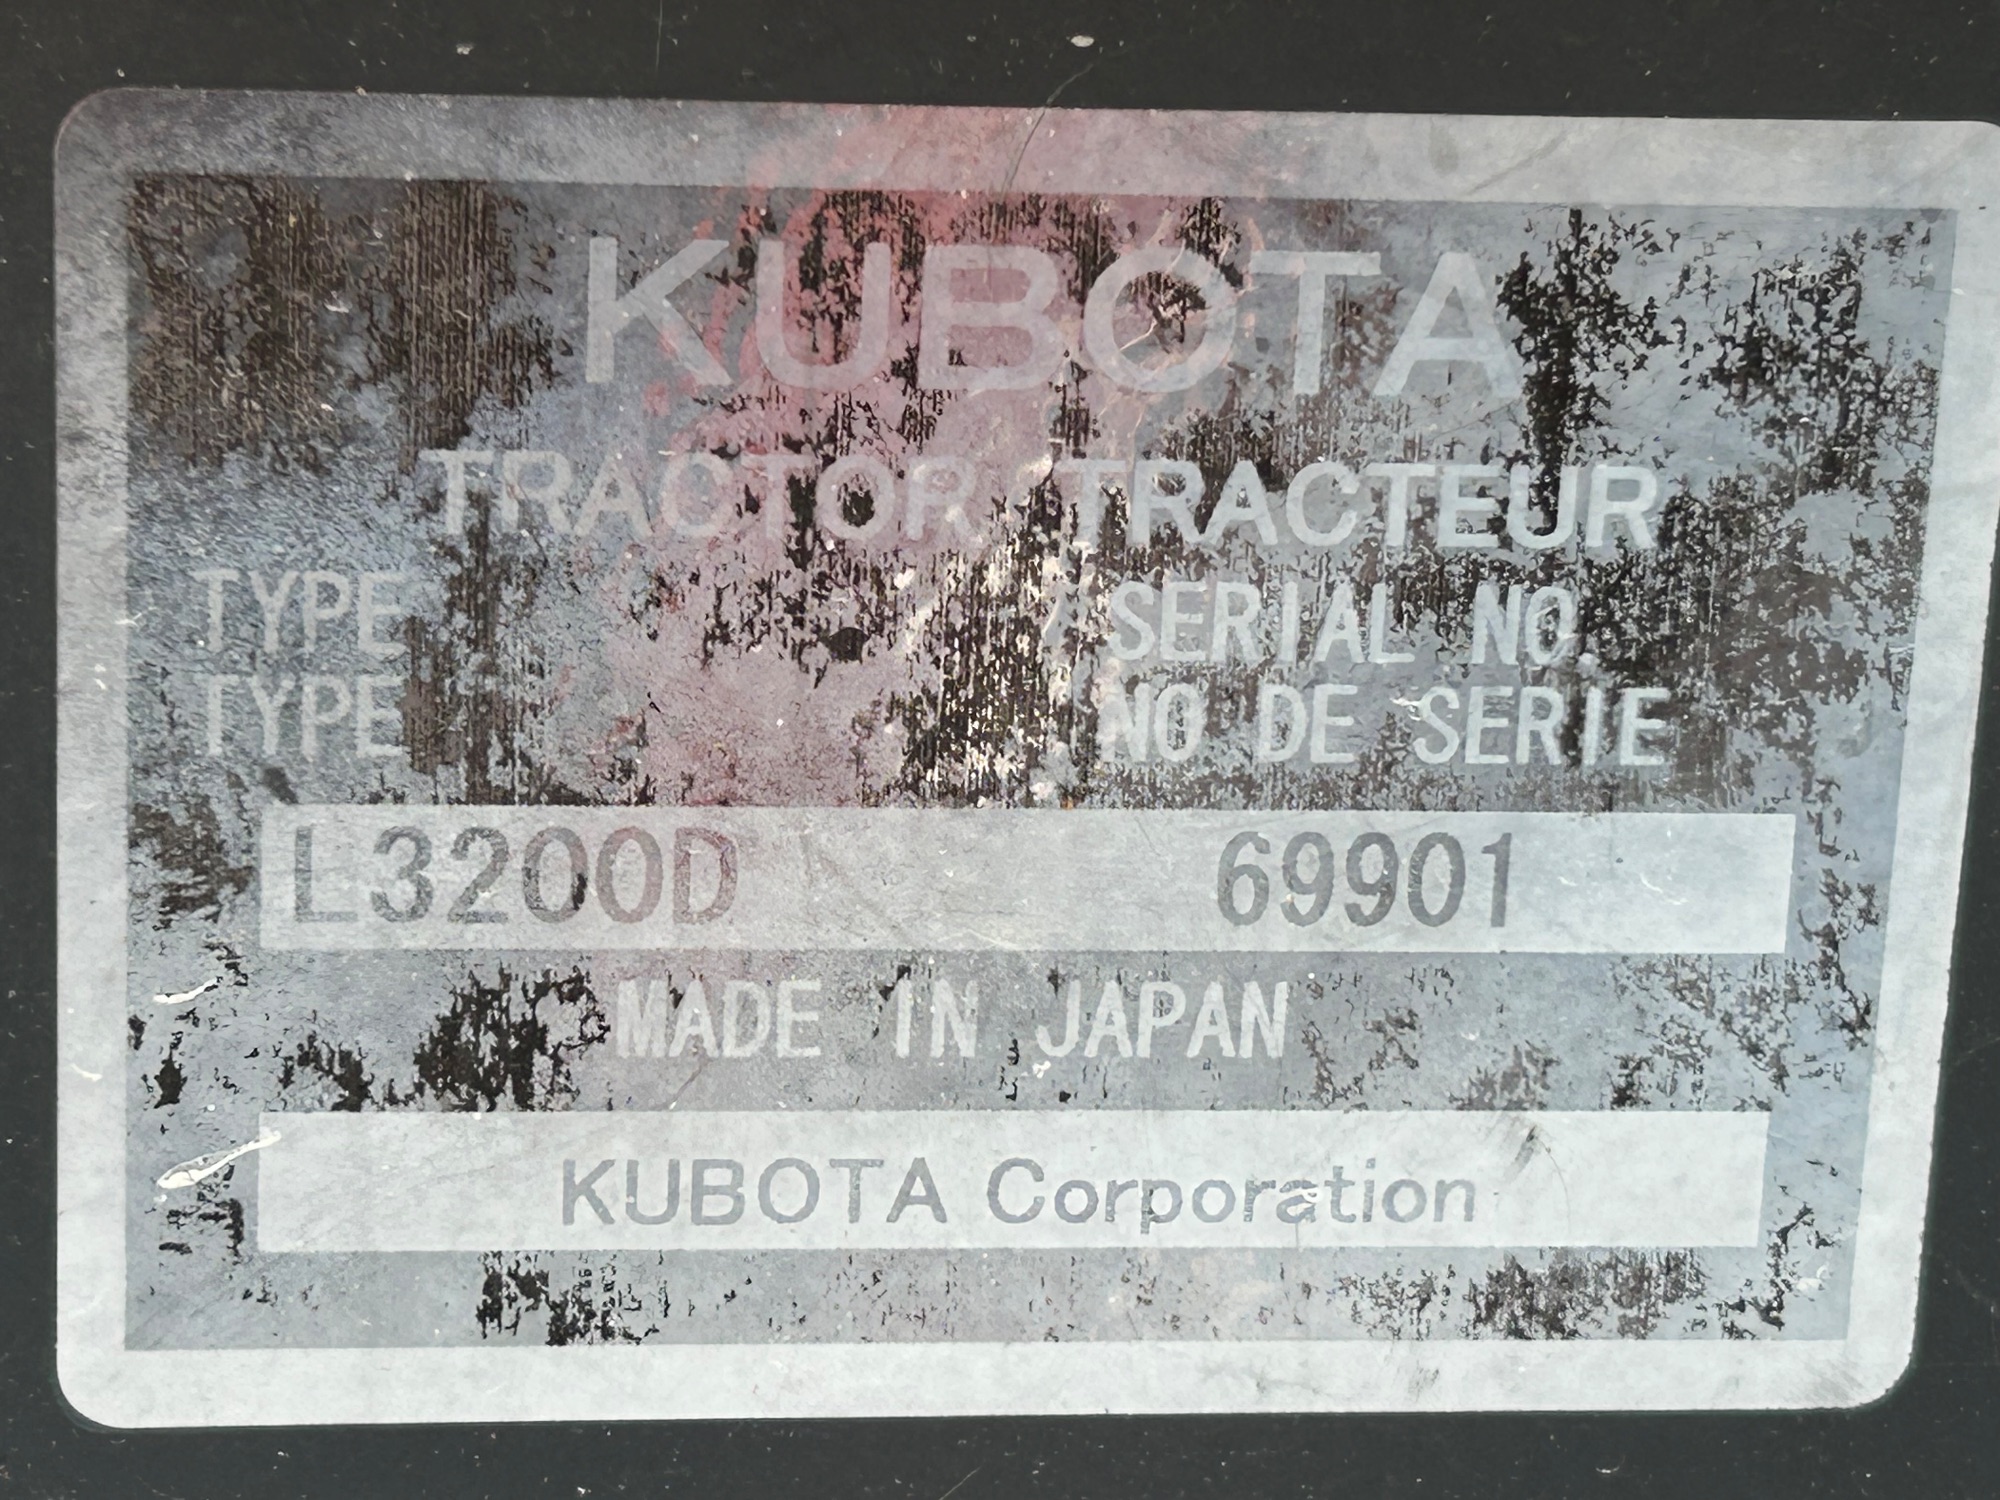 KUBOTA
TRACTOR TRACTEUR
TYPE SERIAL NO.
TYPE NO DE SERIE
L3200D 69901
MADE IN JAPAN
KUBOTA Corporation